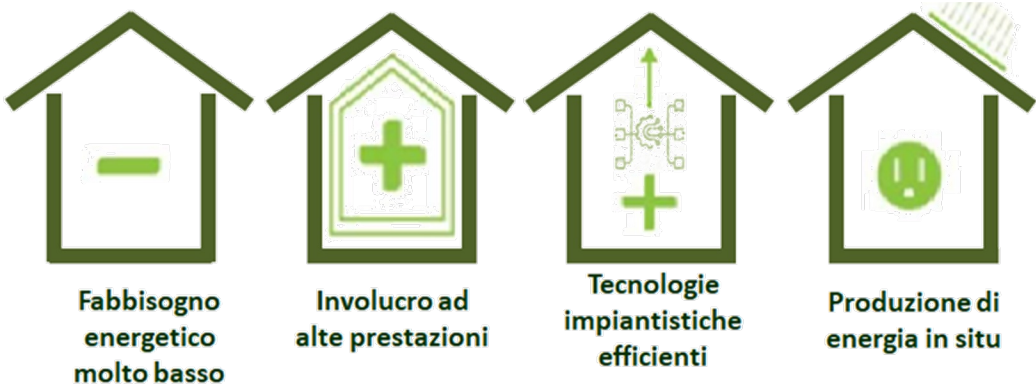 Fabbisogno
energetico
molto basso
Involucro ad
alte prestazioni
Tecnologie
impiantistiche
efficienti
Produzione di
energia in situ